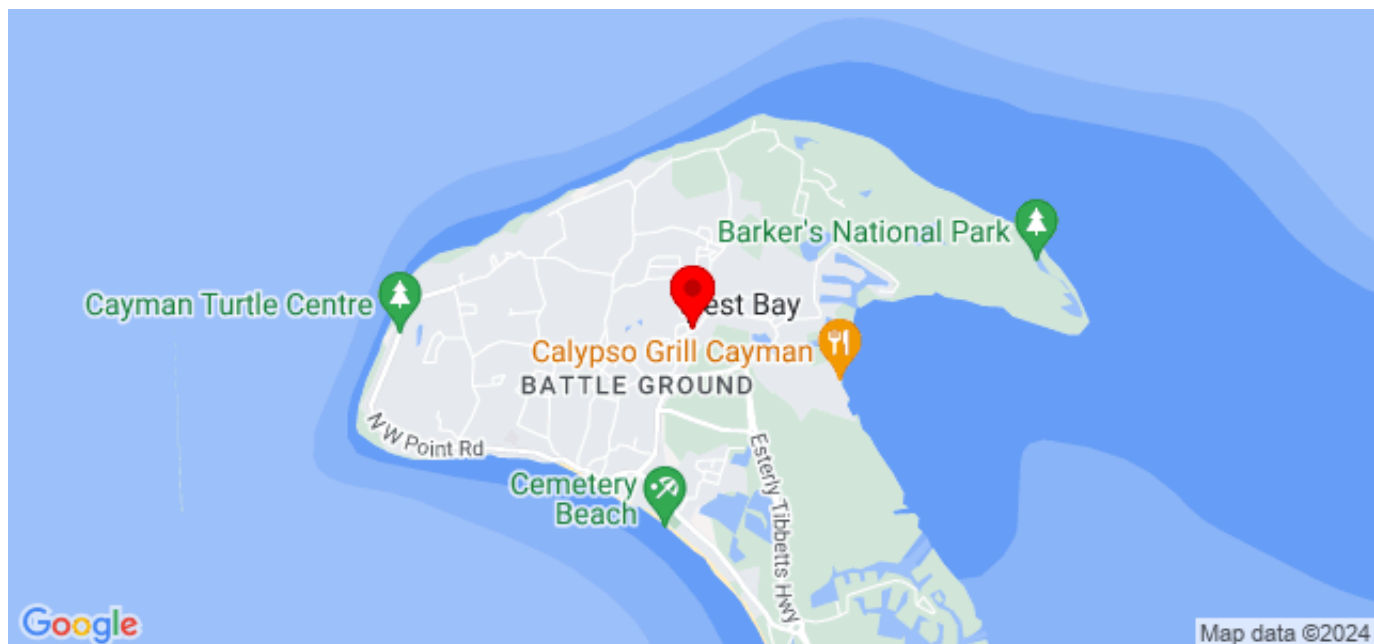 Barker's National Park
Cayman Turtle Centre
est Bay
Calypso Grill Cayman
BATTLE GROUND
N W Point Rd
Esterly Tibbetts Hwy
Cemetery
Beach
Google
Map data ©2024